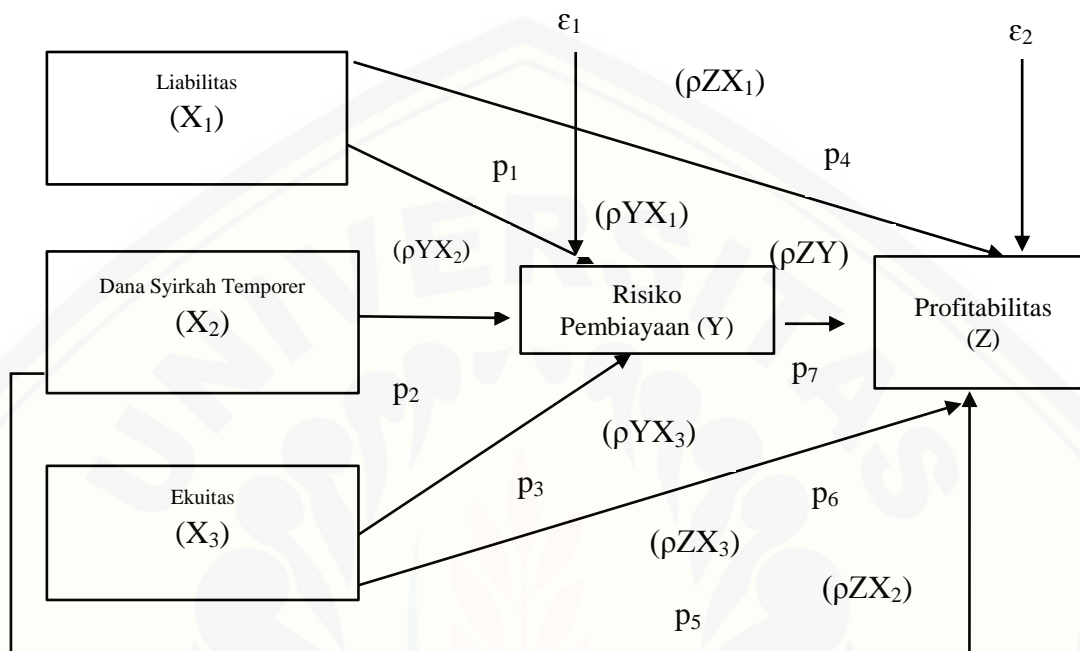 ε₁
ε₂
Liabilitas
(X₁)
(ρZX₁)
p₄
p₁
(ρYX₁)
(ρYX₂)
(ρZY)
Dana Syirkah Temporer
(X₂)
Risiko
Pembiayaan (Y)
Profitabilitas
(Z)
p₇
p₂
(ρYX₃)
Ekuitas
(X₃)
p₃
p₆
(ρZX₃)
(ρZX₂)
p₅
UNIVERSITAS